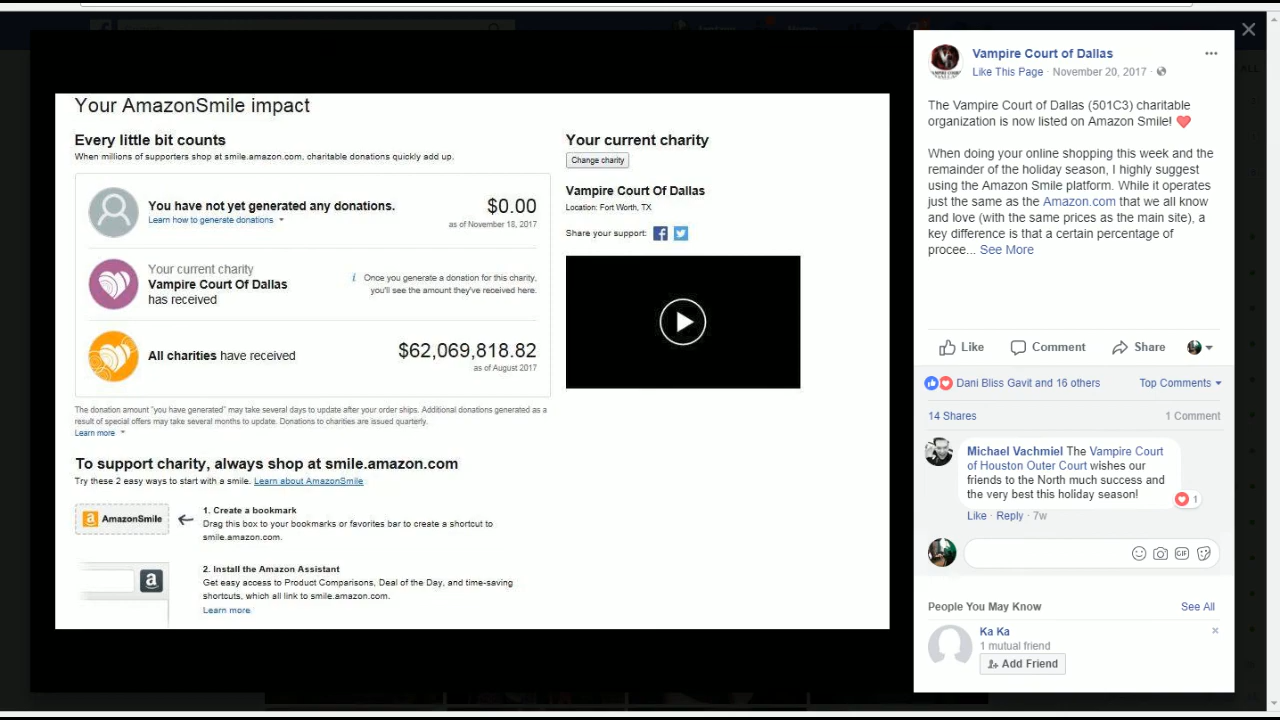 Your AmazonSmile impact
Every little bit counts
When millions of supporters shop at smile.amazon.com, charitable donations quickly add up.
You have not yet generated any donations.
Learn how to generate donations
$0.00
as of November 18, 2017
Your current charity
Vampire Court Of Dallas
has received
i Once you generate a donation for this charity,
you'll see the amount they've received here.
All charities have received
$62,069,818.82
as of August 2017
The donation amount "you have generated" may take several days to update after your order ships. Additional donations generated as a
result of special offers may take several months to update. Donations to charities are issued quarterly.
Learn more
To support charity, always shop at smile.amazon.com
Try these 2 easy ways to start with a smile. Learn about AmazonSmile
a AmazonSmile
1. Create a bookmark
Drag this box to your bookmarks or favorites bar to create a shortcut to
smile.amazon.com.
a
2. Install the Amazon Assistant
Get easy access to Product Comparisons, Deal of the Day, and time-saving
shortcuts, which all link to smile.amazon.com.
Learn more
Your current charity
Change charity
Vampire Court Of Dallas
Location: Fort Worth, TX
Share your support:
Vampire Court of Dallas
Like This Page · November 20, 2017 ·
The Vampire Court of Dallas (501C3) charitable
organization is now listed on Amazon Smile!
When doing your online shopping this week and the
remainder of the holiday season, I highly suggest
using the Amazon Smile platform. While it operates
just the same as the Amazon.com that we all know
and love (with the same prices as the main site), a
key difference is that a certain percentage of
procee... See More
Like Comment Share
Dani Bliss Gavit and 16 others Top Comments
14 Shares 1 Comment
Michael Vachmiel The Vampire Court
of Houston Outer Court wishes our
friends to the North much success and
the very best this holiday season!
1
Like · Reply · 7w
GIF
People You May Know See All
Ka Ka
1 mutual friend
Add Friend